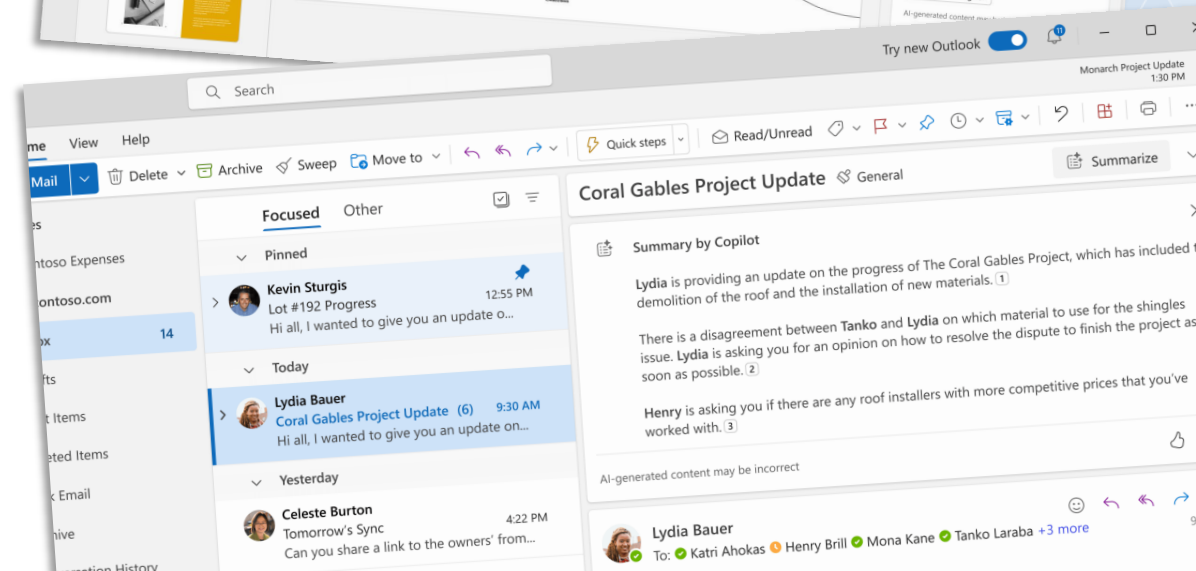 AI-generated content
Try new Outlook
11
Search
Monarch Project Update
1:30 PM
View
Help
Mail
Delete
Archive
Sweep
Move to
Quick steps
Read/Unread
Focused
Other
Pinned
Kevin Sturgis
Lot #192 Progress
12:55 PM
Hi all, I wanted to give you an update o...
Today
Lydia Bauer
Coral Gables Project Update (6)
9:30 AM
Hi all, I wanted to give you an update on...
Yesterday
Celeste Burton
Tomorrow's Sync
4:22 PM
Can you share a link to the owners' from...
Expenses
14
Items
Items
Email
History
Coral Gables Project Update
General
Summarize
Summary by Copilot
Lydia is providing an update on the progress of The Coral Gables Project, which has included
demolition of the roof and the installation of new materials. 1
There is a disagreement between Tanko and Lydia on which material to use for the shingles
issue. Lydia is asking you for an opinion on how to resolve the dispute to finish the project as
soon as possible. 2
Henry is asking you if there are any roof installers with more competitive prices that you've
worked with. 3
AI-generated content may be incorrect
Lydia Bauer
To: Katri Ahokas Henry Brill Mona Kane Tanko Laraba +3 more